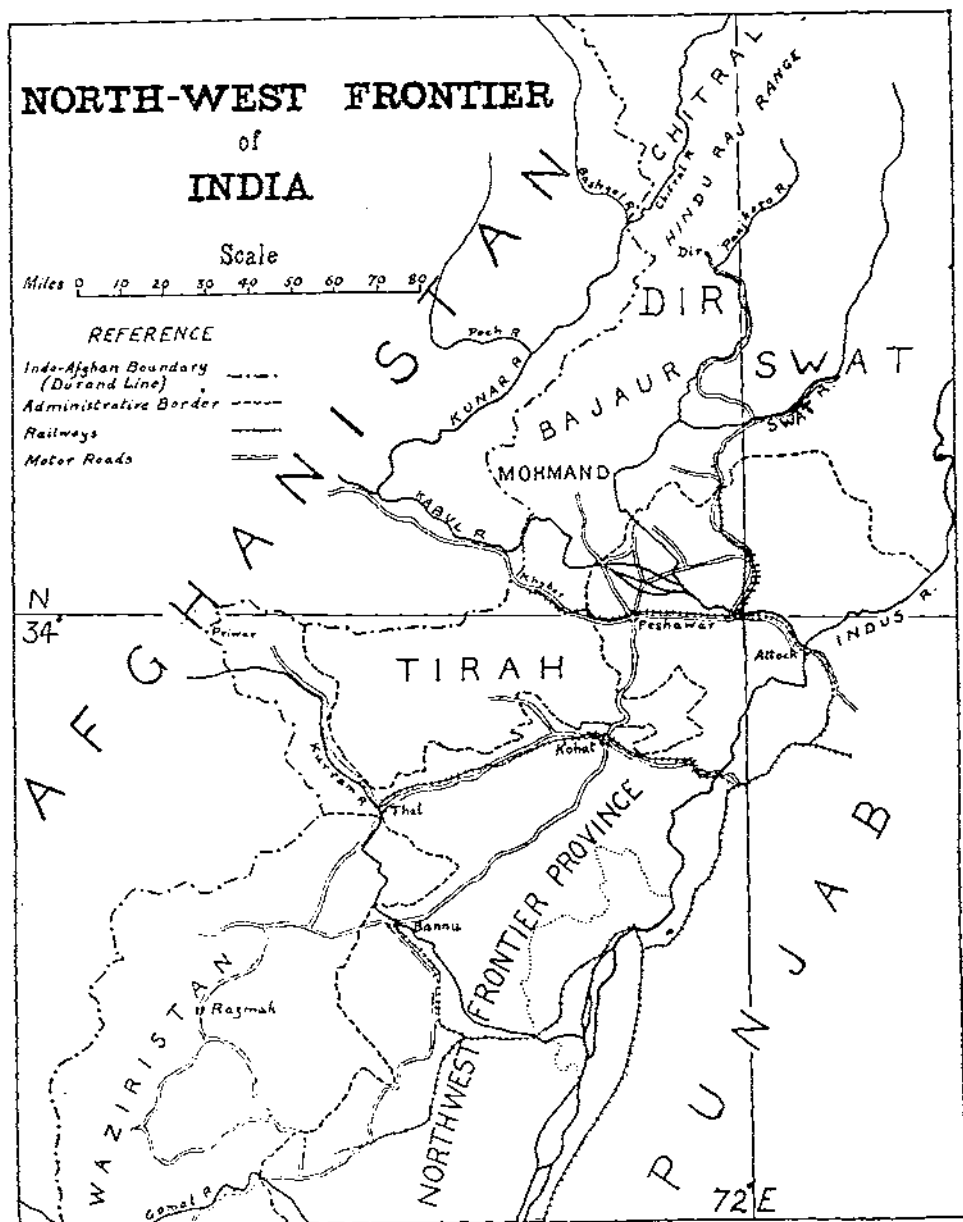 NORTH-WEST FRONTIER
of
INDIA
Scale
Miles 0 10 20 30 40 50 60 70 80
REFERENCE
Indo-Afghan Boundary
(Durand Line)
Administrative Border
Railways
Motor Roads
AFGHANISTAN
CHITRAL
HINDU RAJ RANGE
Chitral R.
Bashgal R.
Panjkora R.
Dir
DIR
SWAT
SWAT R.
Pech R.
KUNAR R.
BAJAUR
MOHMAND
KABUL R.
Khyber
N
34°
Peshawar
Attock
INDUS R.
Priwar
TIRAH
Kohat
Kurram R.
Thal
Bannu
NORTHWEST FRONTIER PROVINCE
PUNJAB
WAZIRISTAN
Razmak
Gomal R.
72°E